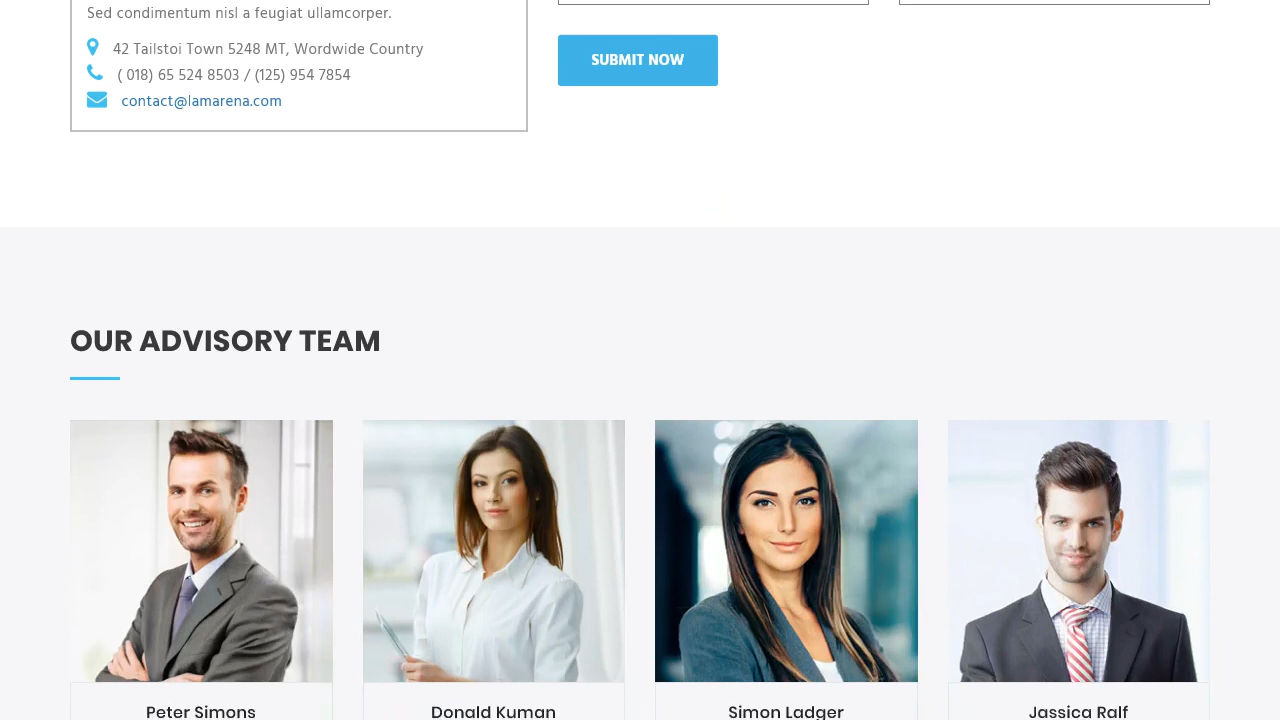 Sed condimentum nisl a feugiat ullamcorper.
42 Tailstoi Town 5248 MT, Wordwide Country
( 018) 65 524 8503 / (125) 954 7854
contact@lamarena.com
SUBMIT NOW
OUR ADVISORY TEAM
Peter Simons
Donald Kuman
Simon Ladger
Jassica Ralf